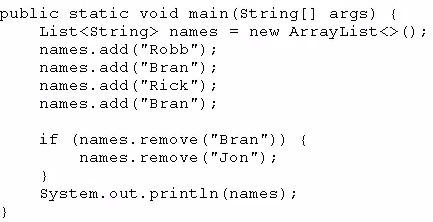 public static void main(String[] args) {
    List<String> names = new ArrayList<>();
    names.add("Robb");
    names.add("Bran");
    names.add("Rick");
    names.add("Bran");

    if (names.remove("Bran")) {
        names.remove("Jon");
    }
    System.out.println(names);
}